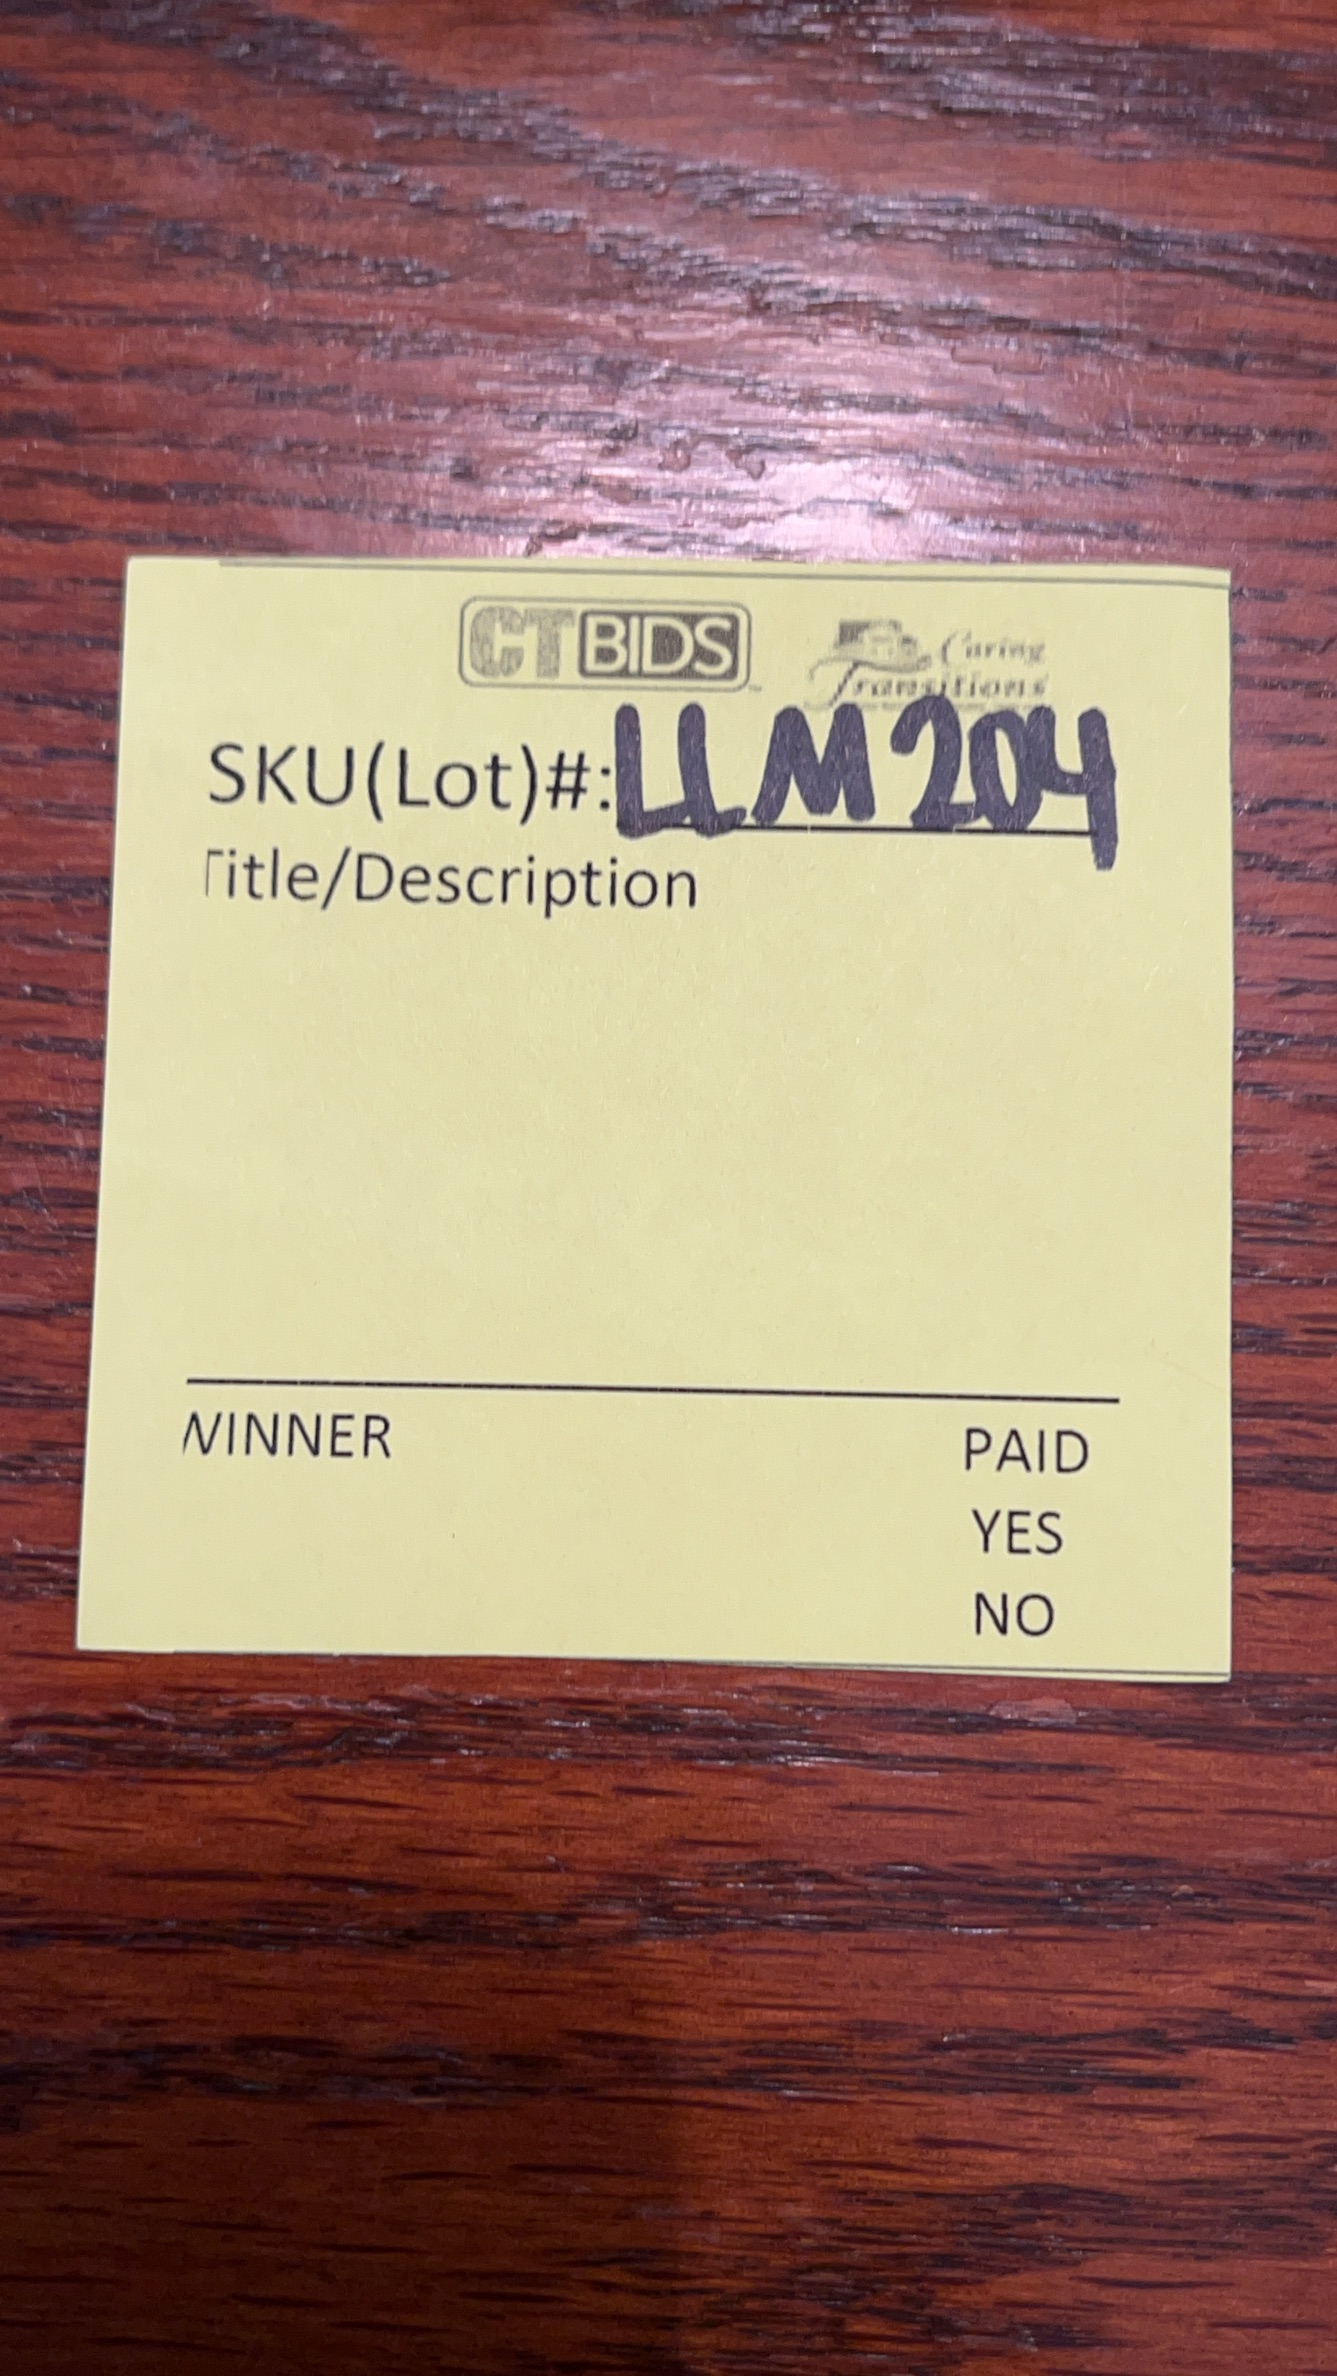 CTBIDS
Caring
Transitions
SKU(Lot)#: LLM204
Title/Description
WINNER
PAID
YES
NO